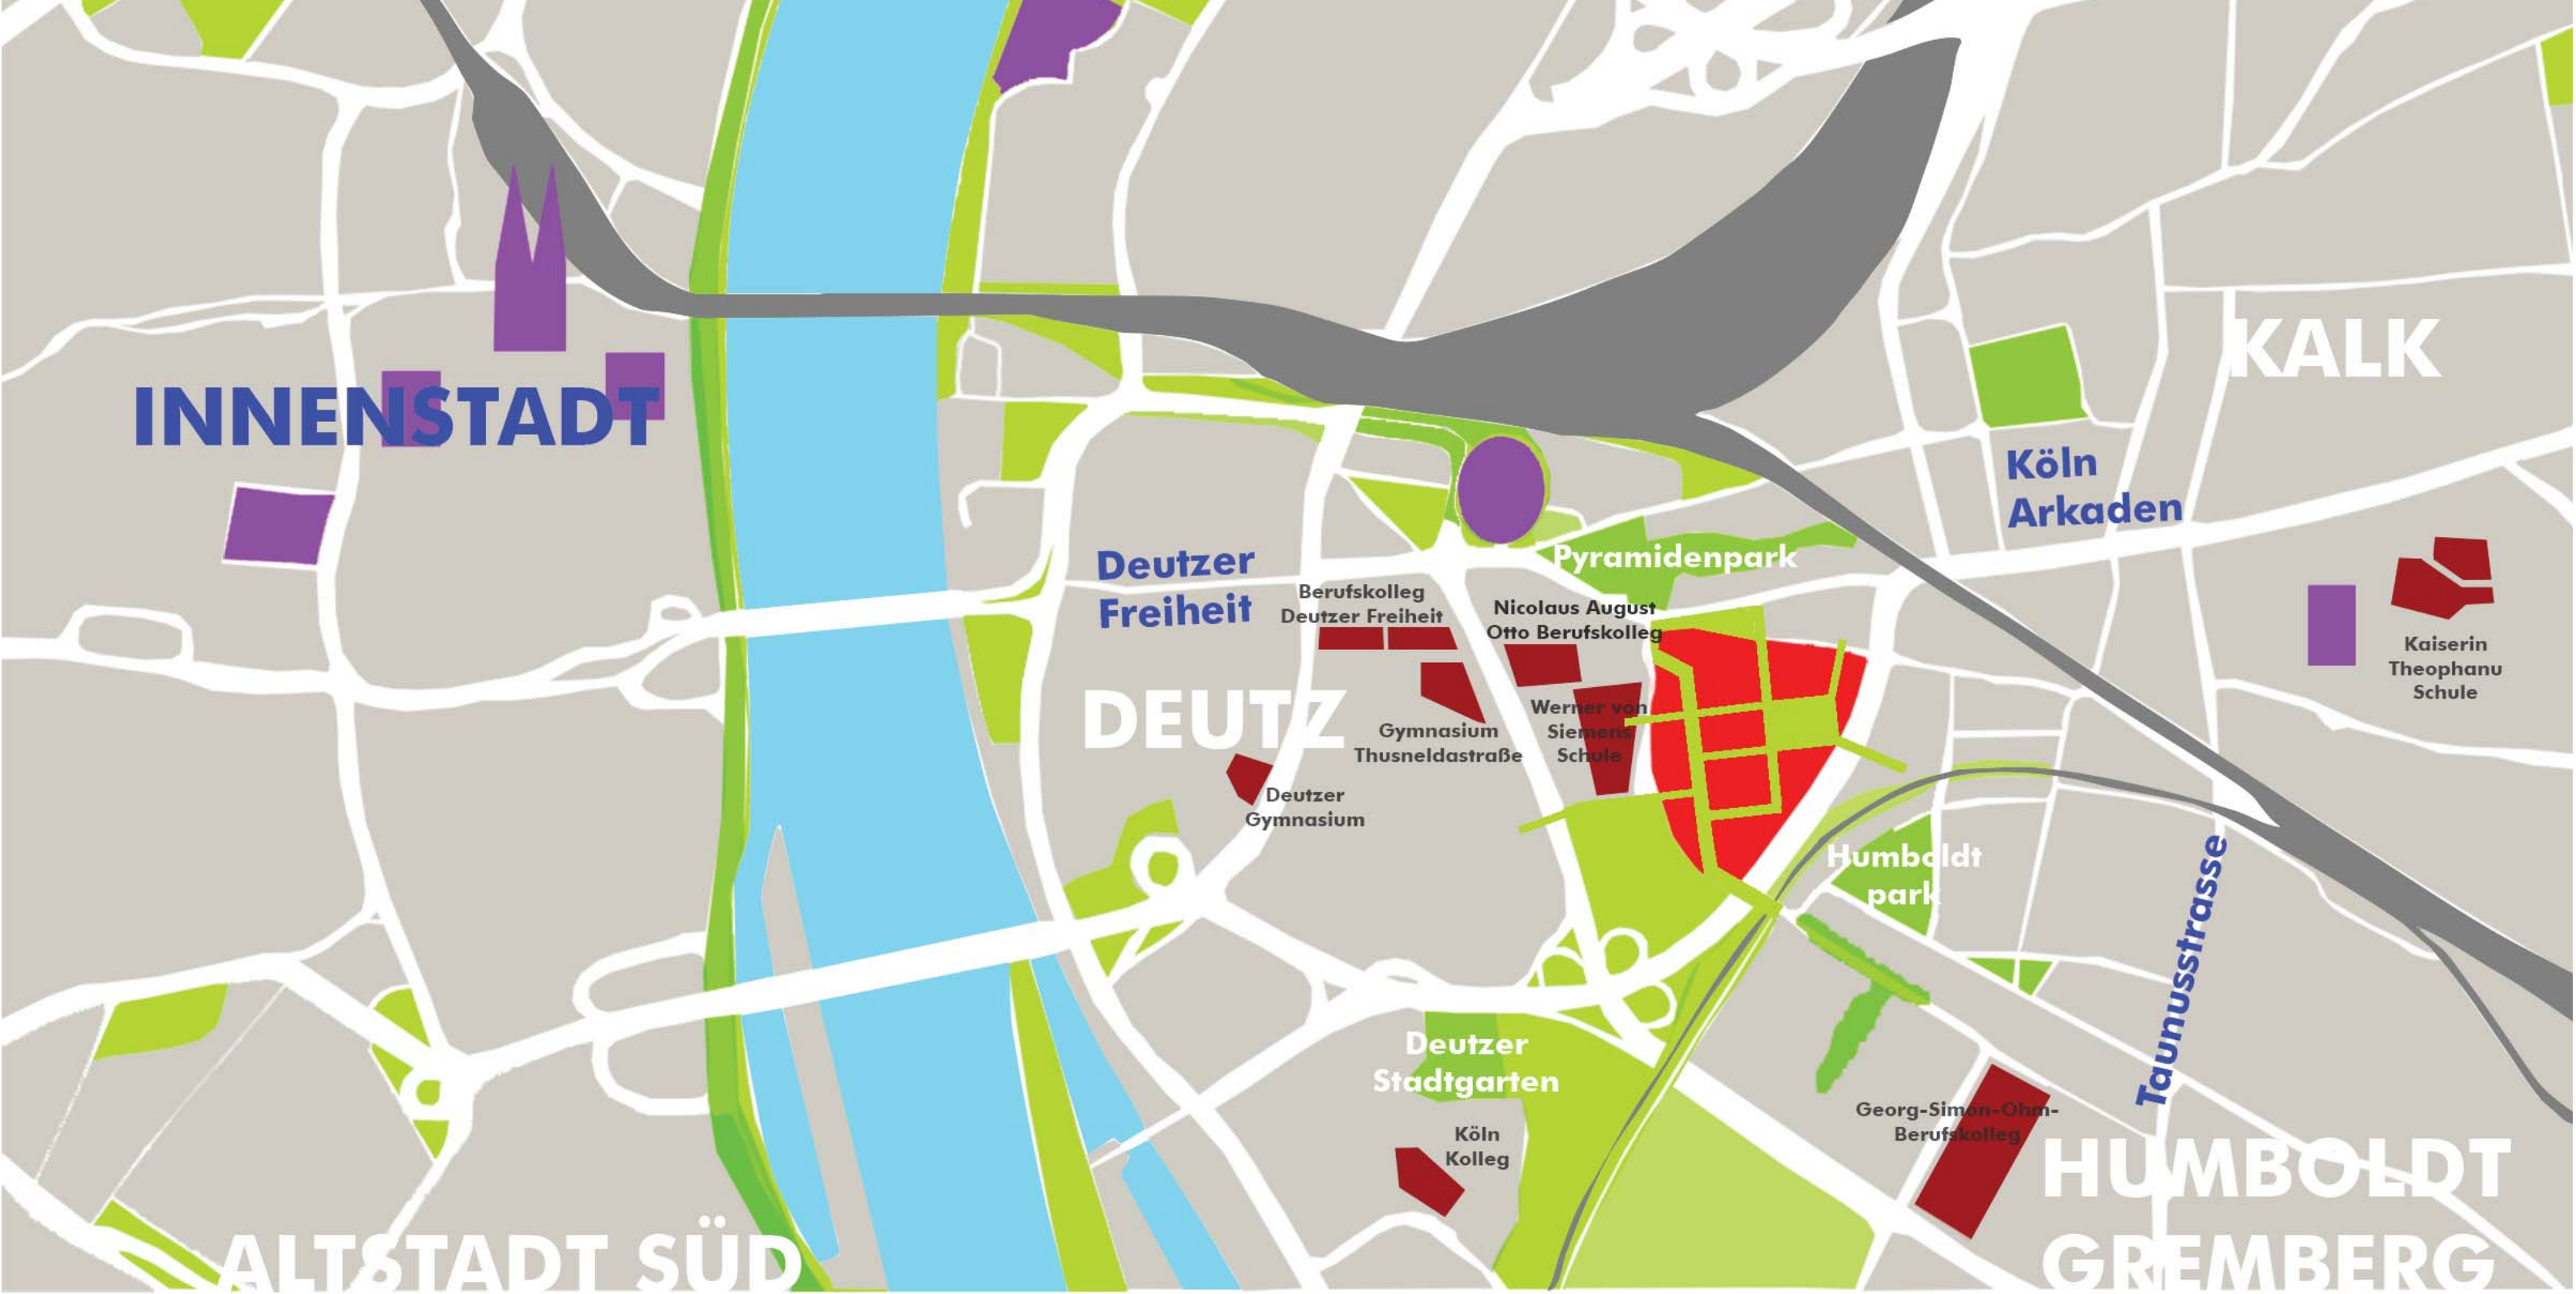 KALK
INNENSTADT
Köln
Arkaden
Pyramidenpark
Deutzer
Freiheit
Berufskolleg
Deutzer Freiheit
Nicolaus August
Otto Berufskolleg
Kaiserin
Theophanu
Schule
DEUTZ
Werner von
Siemens
Schule
Gymnasium
Thusneldastraße
Deutzer
Gymnasium
Humboldt
park
Taunusstrasse
Deutzer
Stadtgarten
Köln
Kolleg
Georg-Simon-Ohm-
Berufskolleg
HUMBOLDT
GREMBERG
ALTSTADT SÜD